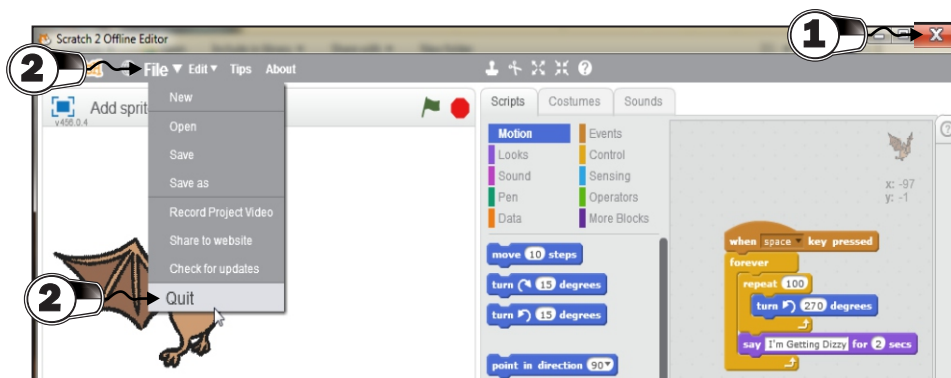 1
Scratch 2 Offline Editor
X
2
File Edit Tips About
?
New
Open
Save
Save as
Record Project Video
Share to website
Check for updates
2
Quit
Add sprit
v456.0.4
Scripts Costumes Sounds
Motion Events
Looks Control
Sound Sensing
Pen Operators
Data More Blocks
move 10 steps
turn 15 degrees
turn 15 degrees
point in direction 90
?
x: -97
y: -1
when space key pressed
forever
repeat 100
turn 270 degrees
say I'm Getting Dizzy for 2 secs